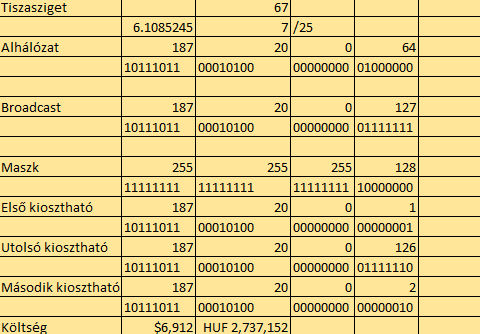 Tiszasziget 67
6.1085245 7 /25
Alhálózat 187 20 0 64
10111011 00010100 00000000 01000000
Broadcast 187 20 0 127
10111011 00010100 00000000 01111111
Maszk 255 255 255 128
11111111 11111111 11111111 10000000
Első kiosztható 187 20 0 1
10111011 00010100 00000000 00000001
Utolsó kiosztható 187 20 0 126
10111011 00010100 00000000 01111110
Második kiosztható 187 20 0 2
10111011 00010100 00000000 00000010
Költség $6,912 HUF 2,737,152